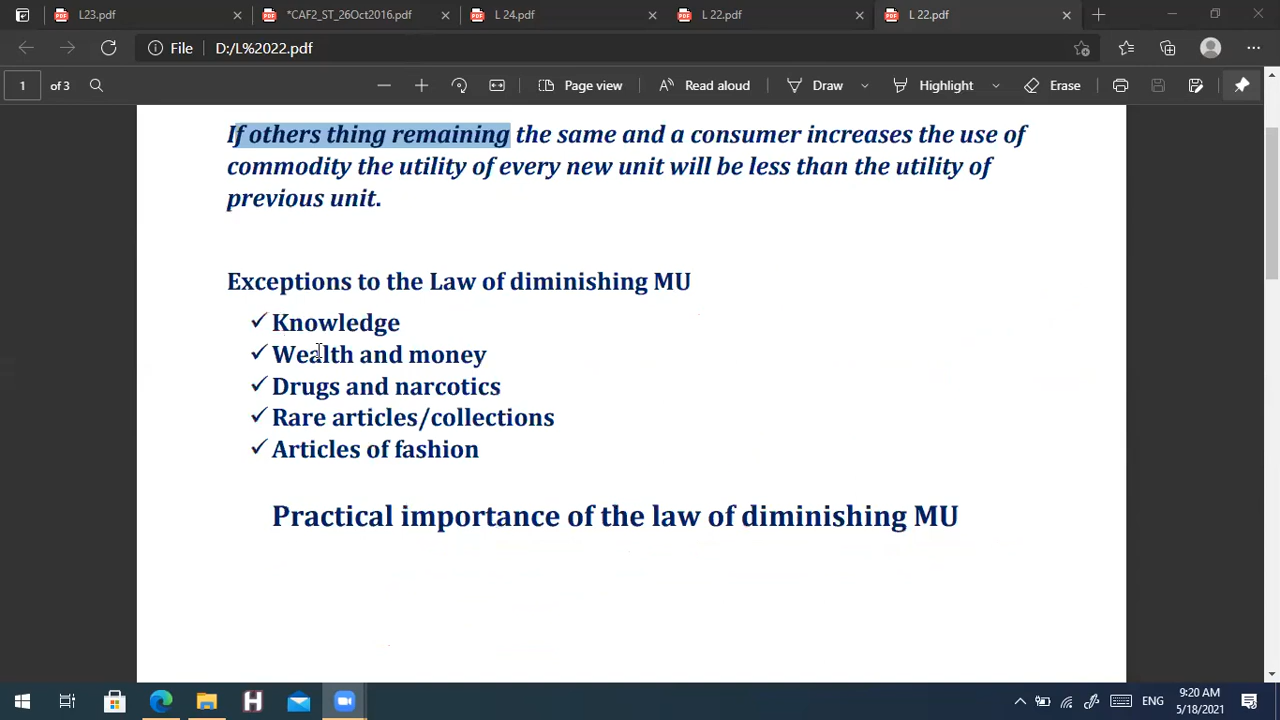 L23.pdf
*CAF2_ST_26Oct2016.pdf
L 24.pdf
L 22.pdf
L 22.pdf
File
D:/L%2022.pdf
1
of 3
Page view
Read aloud
Draw
Highlight
Erase
If others thing remaining the same and a consumer increases the use of
commodity the utility of every new unit will be less than the utility of
previous unit.
Exceptions to the Law of diminishing MU
✓ Knowledge
✓ Wealth and money
✓ Drugs and narcotics
✓ Rare articles/collections
✓ Articles of fashion
Practical importance of the law of diminishing MU
ENG
9:20 AM
5/18/2021